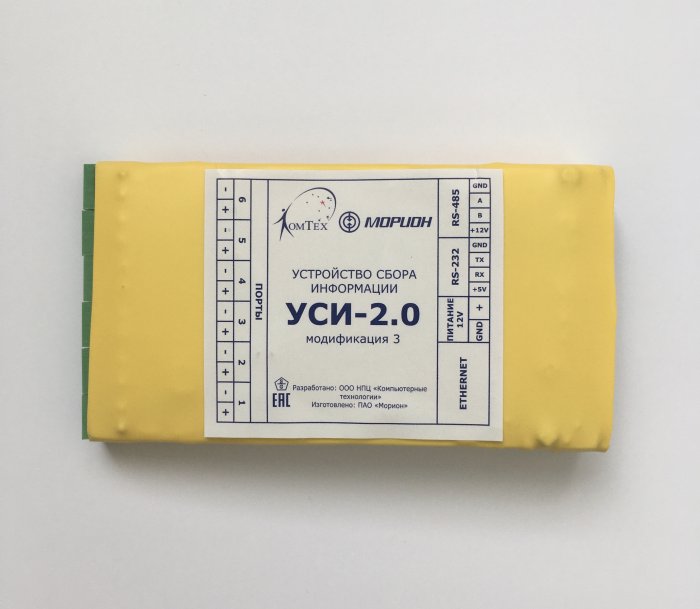 КомТех
МОРИОН
УСТРОЙСТВО СБОРА
ИНФОРМАЦИИ
УСИ-2.0
модификация 3
EAC
Разработано: ООО НПЦ «Компьютерные
технологии»
Изготовлено: ПАО «Морион»
ПОРТЫ
6 - +
5 - +
4 - +
3 - +
2 - +
1 - +
RS-485
GND
A
B
+12V
RS-232
GND
TX
RX
+5V
ПИТАНИЕ
12V
+
GND
ETHERNET